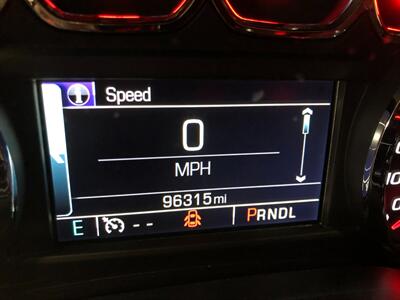 Speed
0
MPH
96315mi
E -- PRNDL